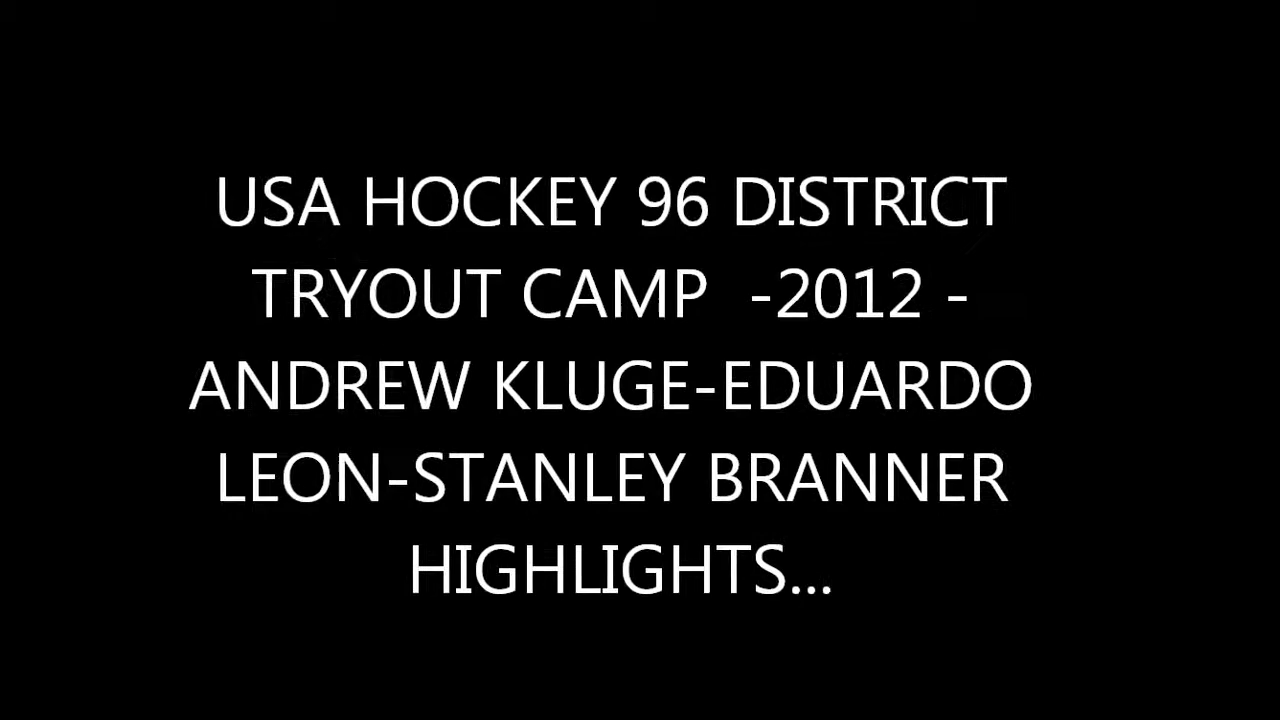 USA HOCKEY 96 DISTRICT
TRYOUT CAMP  -2012 -
ANDREW KLUGE-EDUARDO
LEON-STANLEY BRANNER
HIGHLIGHTS...